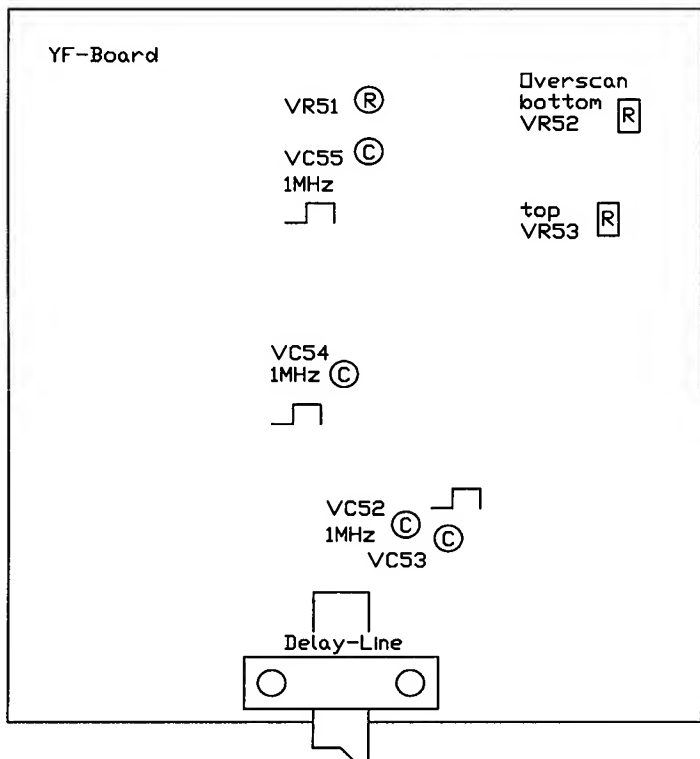 YF-Board
VR51 R
Overscan
bottom
VR52 R
VC55 C
1MHz
top
VR53 R
VC54
1MHz C
VC52
1MHz C
C
VC53
Delay-Line